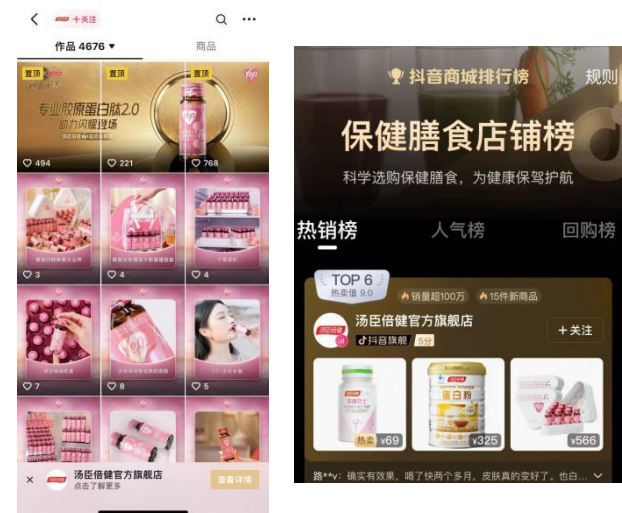 +关注
作品 4676 ▼
商品
置顶
置顶
置顶
Yep
专业胶原蛋白肽2.0
助力闪耀登场
494
221
768
3
4
4
7
8
5
汤臣倍健官方旗舰店
点击了解更多
查看详情
抖音商城排行榜
规则
保健膳食店铺榜
科学选购保健膳食，为健康保驾护航
热销榜
人气榜
回购榜
TOP 6
热卖值 9.0
销量超100万
15件新商品
汤臣倍健官方旗舰店
+关注
抖音旗舰
5分
蛋白粉
热卖
¥69
¥325
¥566
路**v：确实有效果，喝了快两个多月，皮肤真的变好了。也白...